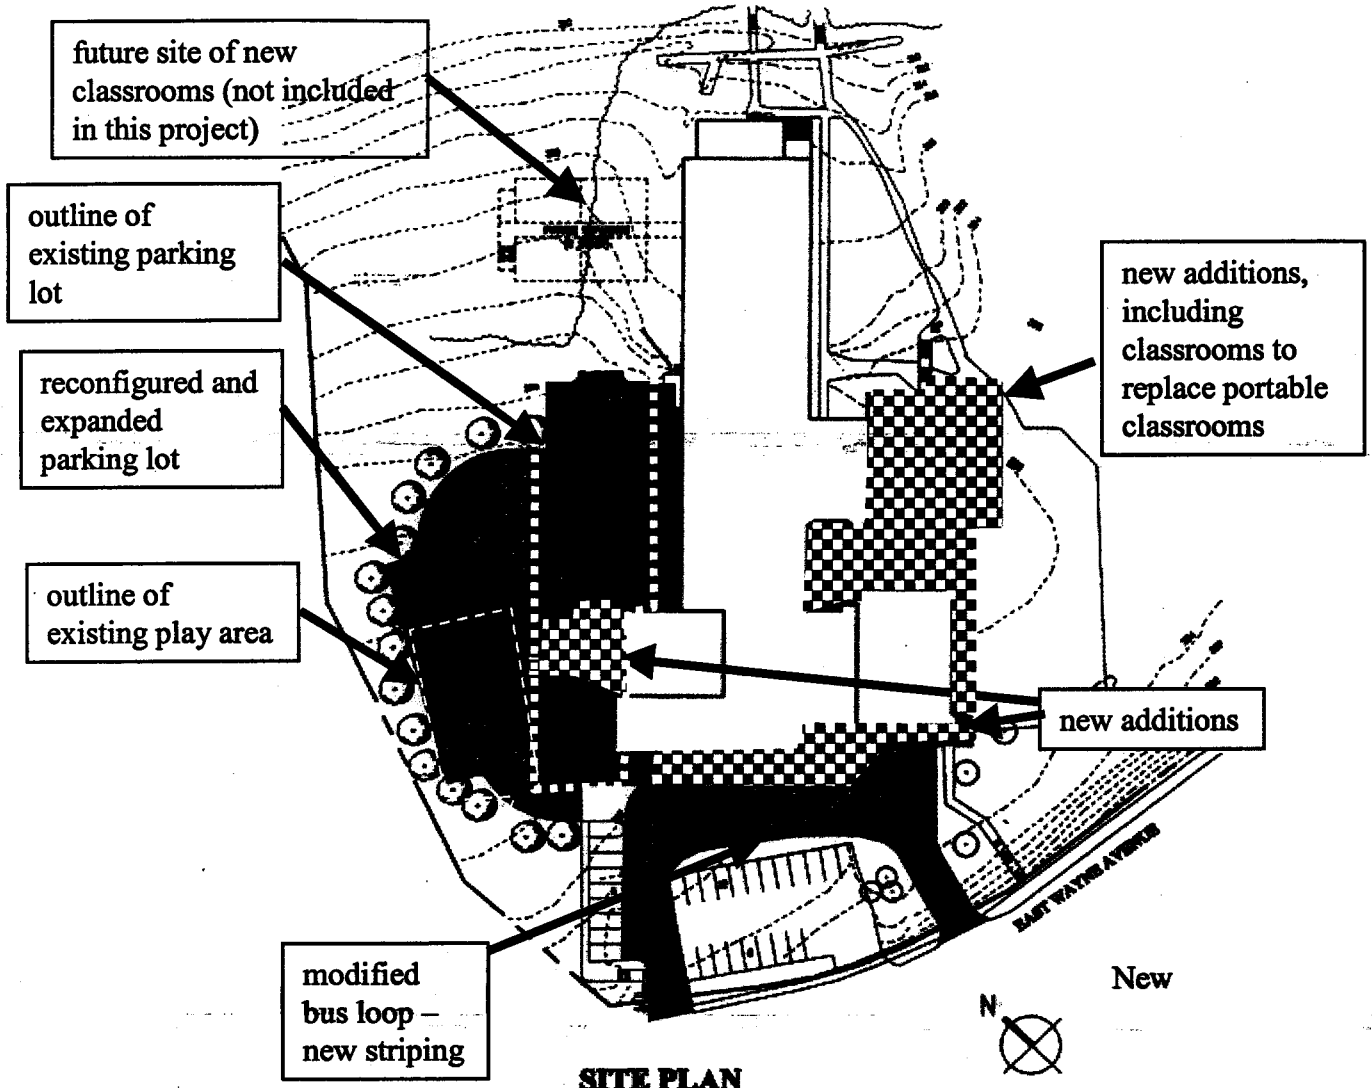 future site of new
classrooms (not included
in this project)
outline of
existing parking
lot
reconfigured and
expanded
parking lot
outline of
existing play area
new additions,
including
classrooms to
replace portable
classrooms
new additions
EAST WAYNE AVENUE
modified
bus loop –
new striping
New
N
SITE PLAN